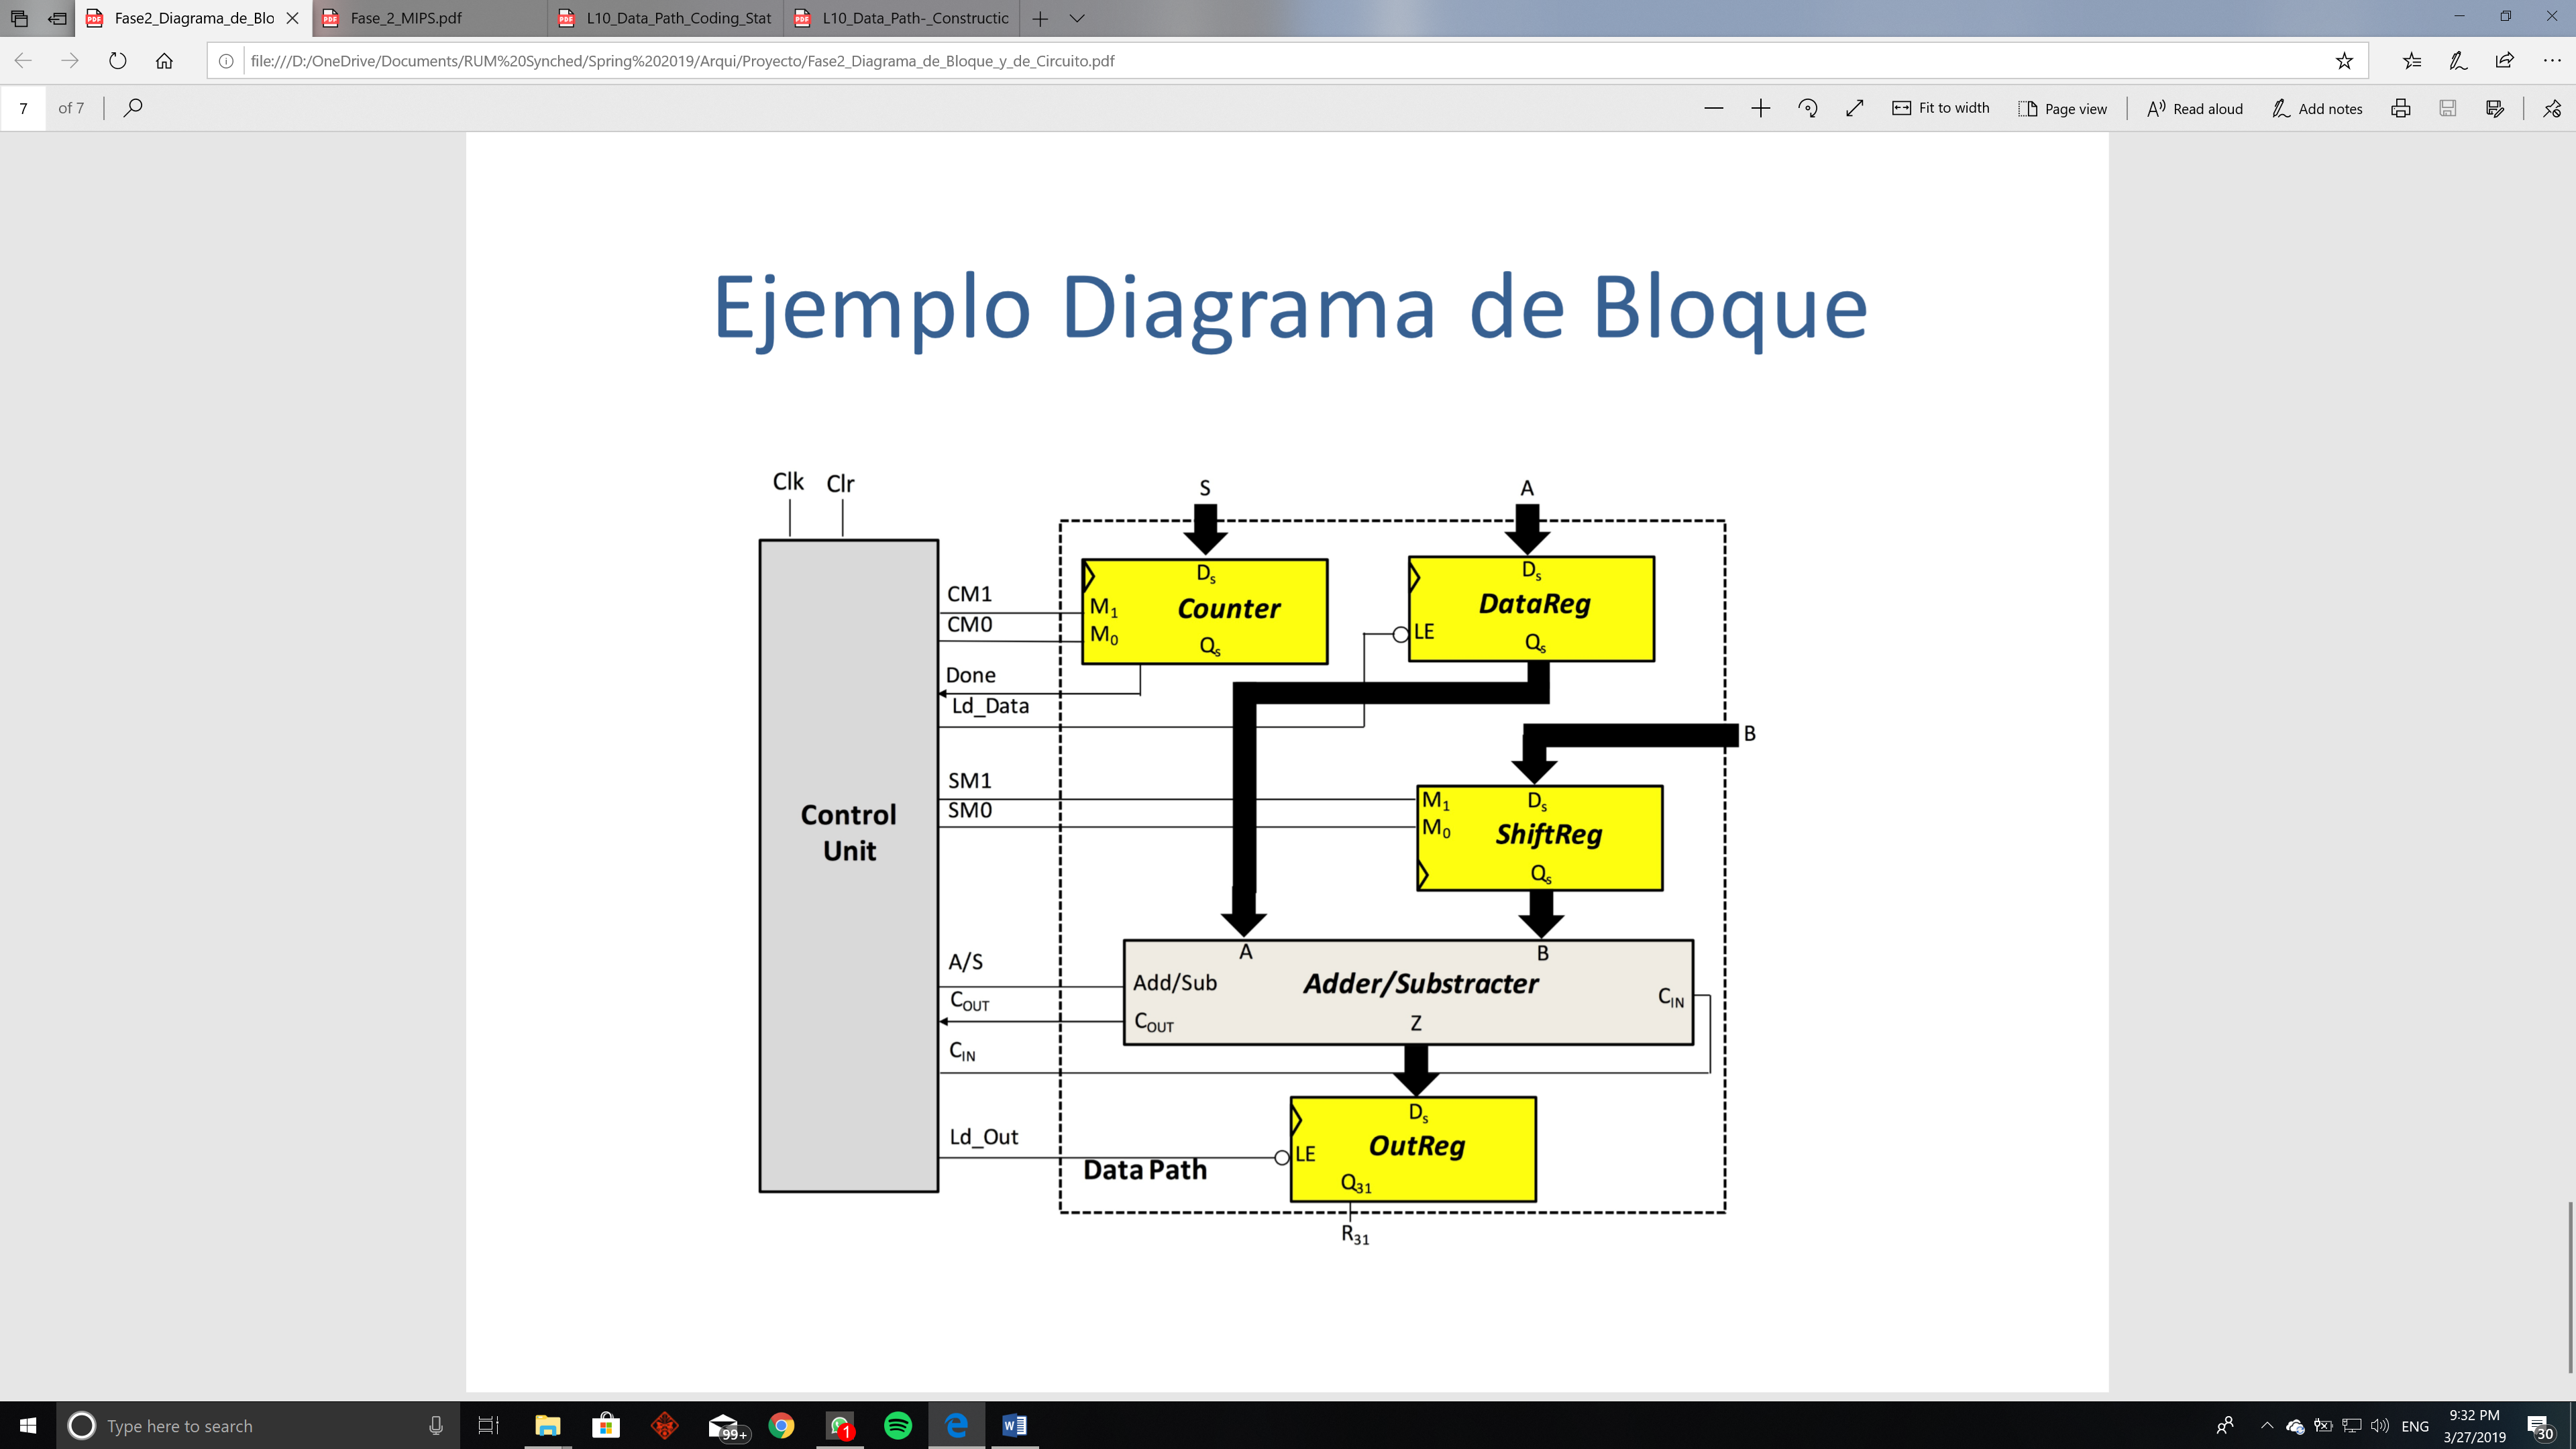 Fase2_Diagrama_de_Blo
Fase_2_MIPS.pdf
L10_Data_Path_Coding_Stat
L10_Data_Path-_Constructic
file:///D:/OneDrive/Documents/RUM%20Synched/Spring%202019/Arqui/Proyecto/Fase2_Diagrama_de_Bloque_y_de_Circuito.pdf
7 of 7
Fit to width
Page view
Read aloud
Add notes
Ejemplo Diagrama de Bloque
Clk Clr
S
A
Control
Unit
CM1
CM0
Done
Ld_Data
SM1
SM0
A/S
COUT
CIN
Ld_Out
Ds
M1
M0
Counter
Qs
Ds
DataReg
LE
Qs
B
M1
M0
Ds
ShiftReg
Qs
A
B
Add/Sub
Adder/Substracter
CIN
COUT
Z
Ds
LE
OutReg
Q31
Data Path
R31
Type here to search
99+
1
ENG
9:32 PM
3/27/2019
30